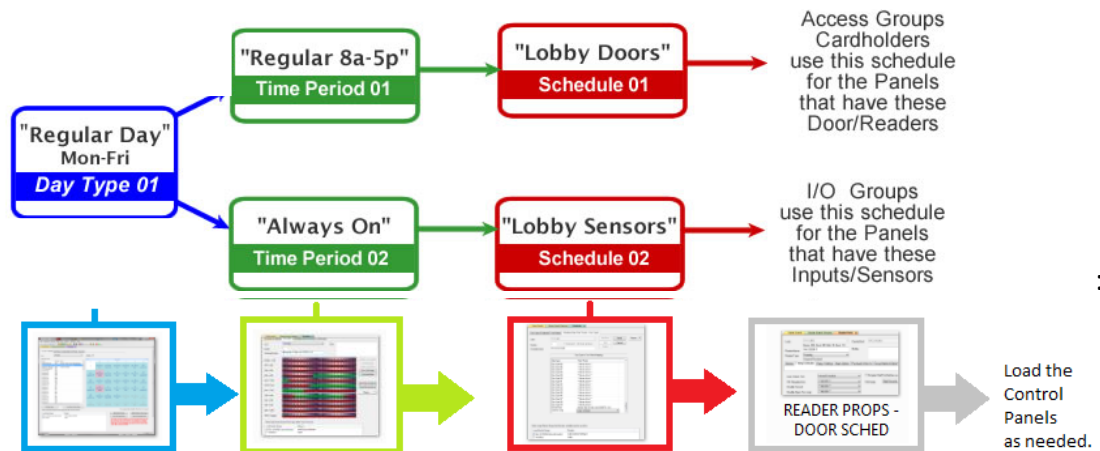 "Regular Day"
Mon-Fri
Day Type 01
"Regular 8a-5p"
Time Period 01
"Lobby Doors"
Schedule 01
Access Groups
Cardholders
use this schedule
for the Panels
that have these
Door/Readers
"Always On"
Time Period 02
"Lobby Sensors"
Schedule 02
I/O Groups
use this schedule
for the Panels
that have these
Inputs/Sensors
:
READER PROPS -
DOOR SCHED
Load the
Control
Panels
as needed.